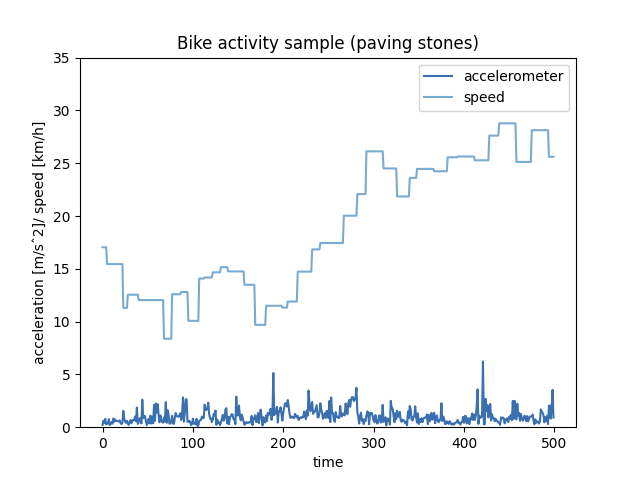 Bike activity sample (paving stones)
accelerometer
speed
35
30
25
20
15
10
5
0
acceleration [m/sˆ2]/ speed [km/h]
0 100 200 300 400 500
time